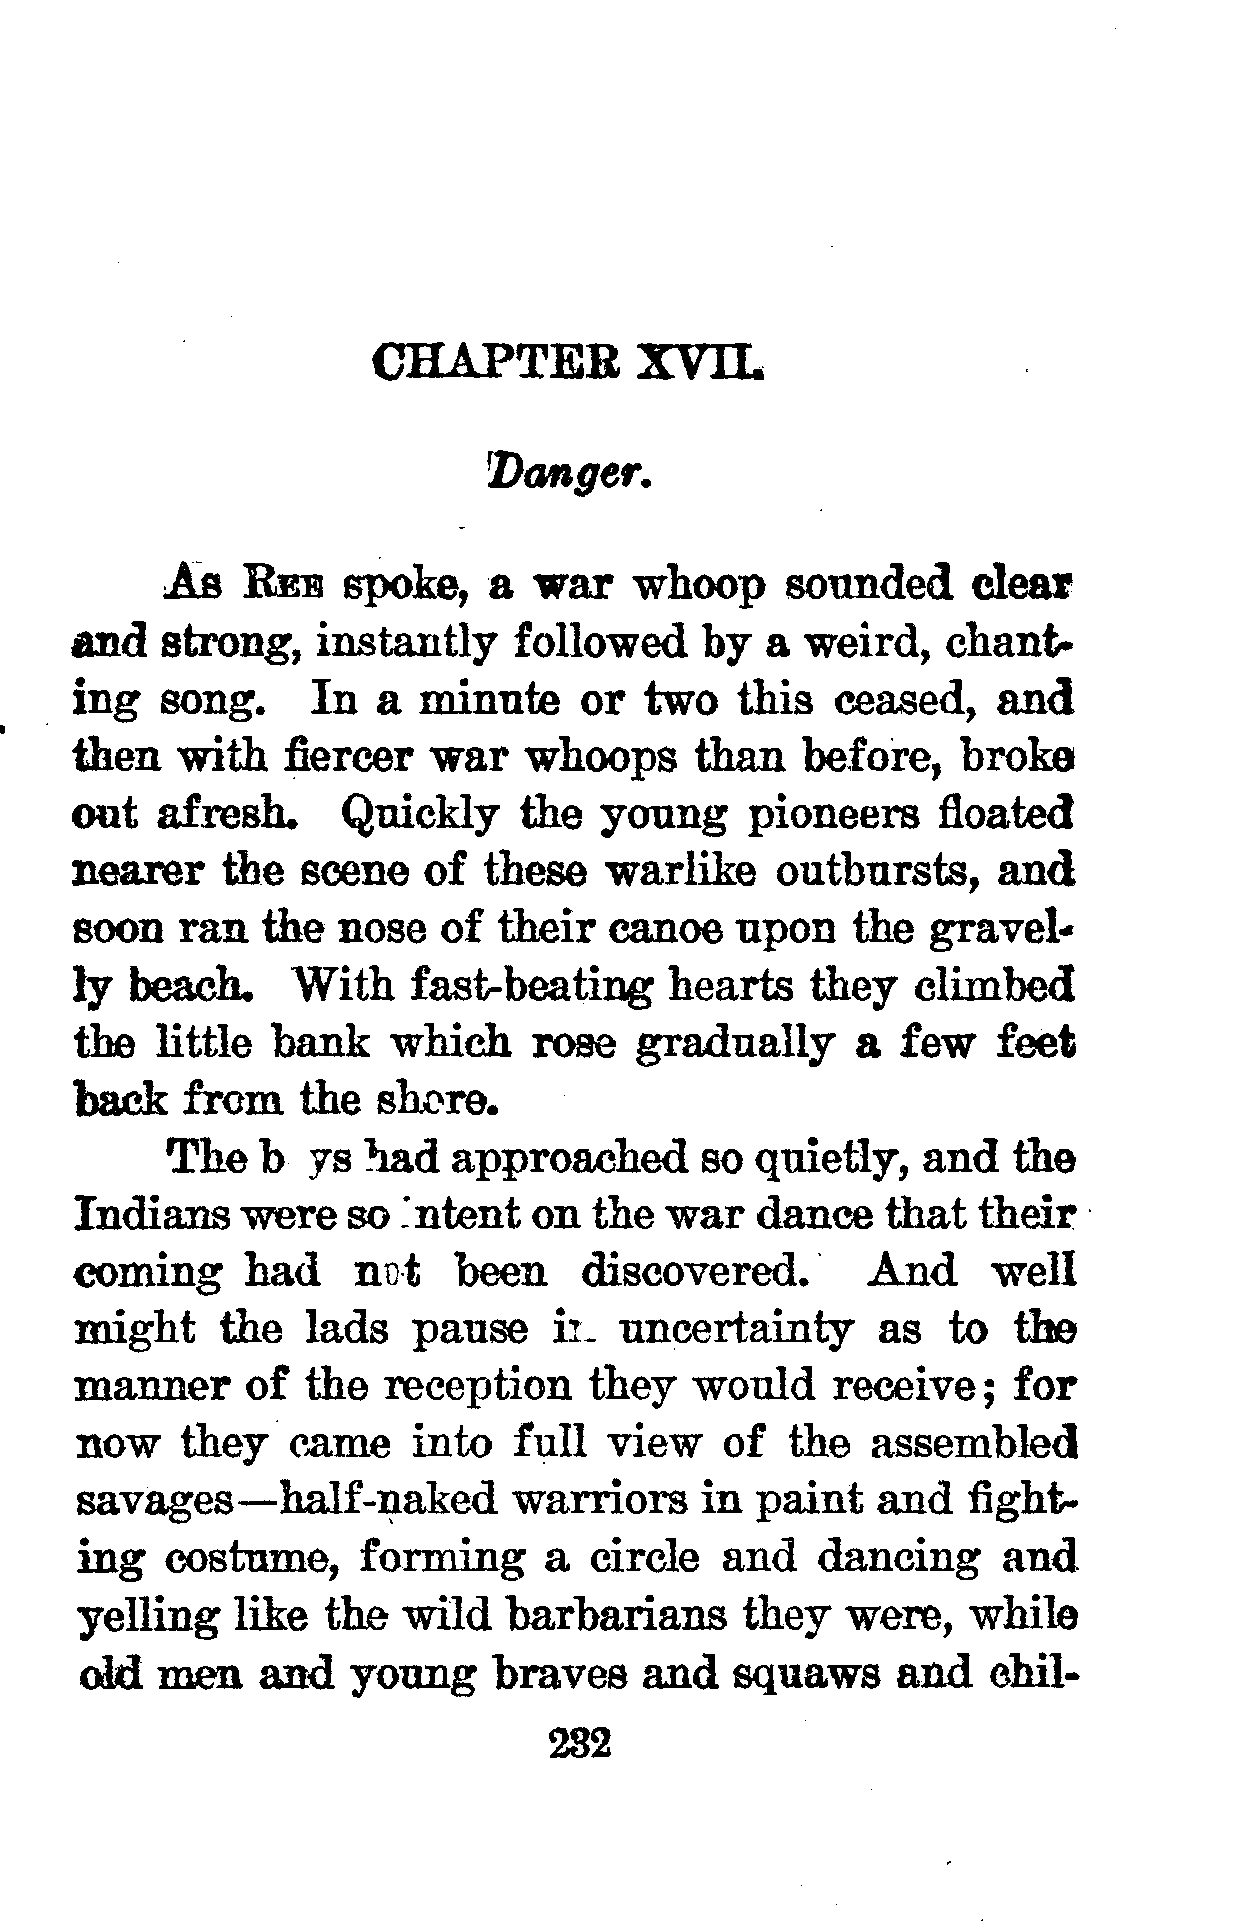 CHAPTER XVII.
Danger.
As Ree spoke, a war whoop sounded clear
and strong, instantly followed by a weird, chant-
ing song. In a minute or two this ceased, and
then with fiercer war whoops than before, broke
out afresh. Quickly the young pioneers floated
nearer the scene of these warlike outbursts, and
soon ran the nose of their canoe upon the gravel-
ly beach. With fast-beating hearts they climbed
the little bank which rose gradually a few feet
back from the shore.
The b ys had approached so quietly, and the
Indians were so intent on the war dance that their
coming had not been discovered. And well
might the lads pause in uncertainty as to the
manner of the reception they would receive; for
now they came into full view of the assembled
savages—half-naked warriors in paint and fight-
ing costume, forming a circle and dancing and
yelling like the wild barbarians they were, while
old men and young braves and squaws and chil-
232